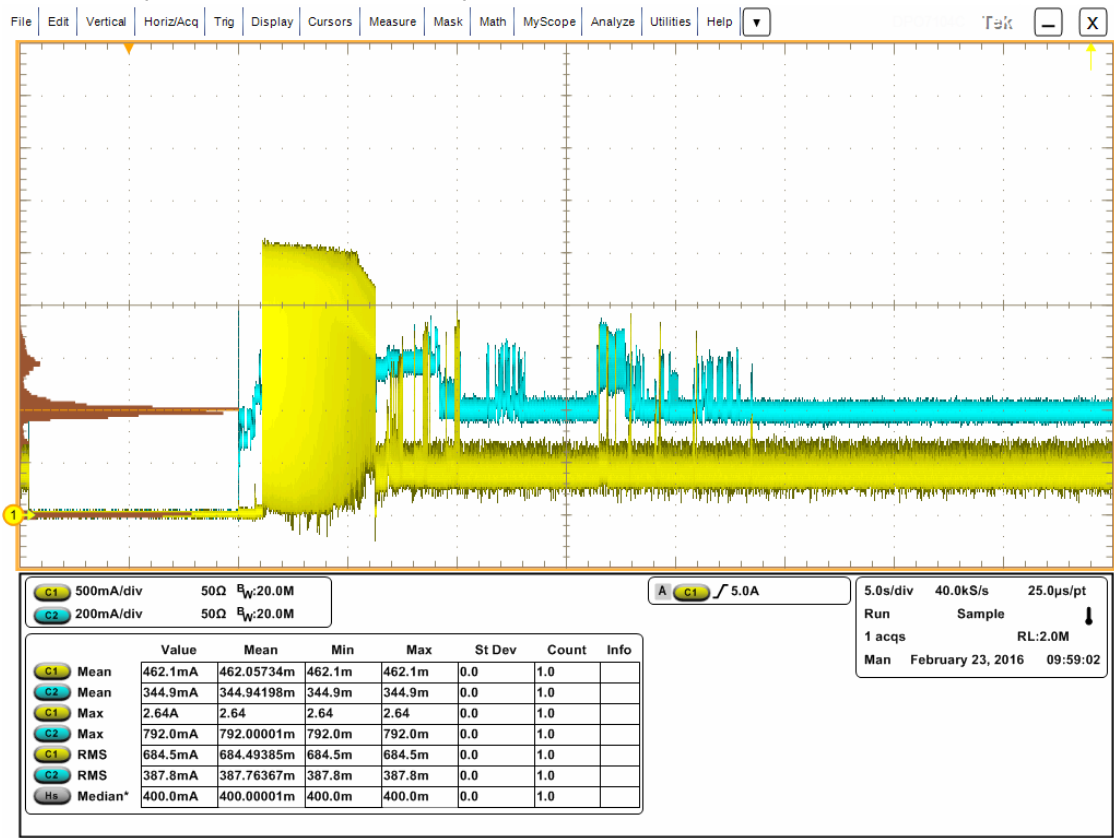 File Edit Vertical Horiz/Acq Trig Display Cursors Measure Mask Math MyScope Analyze Utilities Help Tek X
1
C1 500mA/div 50Ω BW:20.0M
C2 200mA/div 50Ω BW:20.0M
A C1 5.0A
5.0s/div 40.0kS/s 25.0µs/pt
Run Sample
1 acqs RL:2.0M
Man February 23, 2016 09:59:02
Value Mean Min Max St Dev Count Info
C1 Mean 462.1mA 462.05734m 462.1m 462.1m 0.0 1.0
C2 Mean 344.9mA 344.94198m 344.9m 344.9m 0.0 1.0
C1 Max 2.64A 2.64 2.64 2.64 0.0 1.0
C2 Max 792.0mA 792.00001m 792.0m 792.0m 0.0 1.0
C1 RMS 684.5mA 684.49385m 684.5m 684.5m 0.0 1.0
C2 RMS 387.8mA 387.76367m 387.8m 387.8m 0.0 1.0
Hs Median* 400.0mA 400.00001m 400.0m 400.0m 0.0 1.0